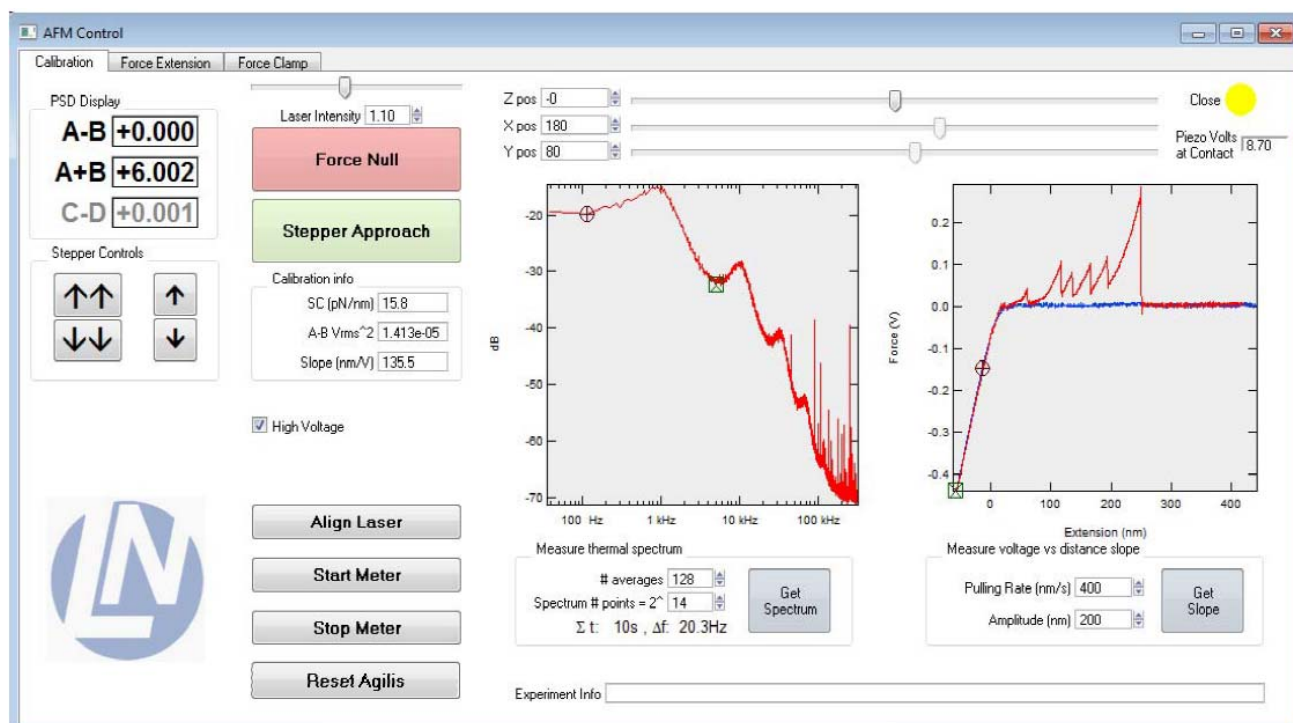 AFM Control
Calibration Force Extension Force Clamp
PSD Display
A-B +0.000
A+B +6.002
C-D +0.001
Stepper Controls
Laser Intensity 1.10
Force Null
Stepper Approach
Calibration info
SC (pN/nm) 15.8
A-B Vrms^2 1.413e-05
Slope (nm/V) 135.5
High Voltage
LN
Align Laser
Start Meter
Stop Meter
Reset Agilis
Z pos -0
X pos 180
Y pos 80
Close
Piezo Volts
at Contact 8.70
dB
-20
-30
-40
-50
-60
-70
100 Hz 1 kHz 10 kHz 100 kHz
Force (V)
0.2
0.1
0.0
-0.1
-0.2
-0.3
-0.4
0 100 200 300 400
Extension (nm)
Measure thermal spectrum
# averages 128
Spectrum # points = 2^ 14
Σ t: 10s , Δf: 20.3Hz
Get
Spectrum
Measure voltage vs distance slope
Pulling Rate (nm/s) 400
Amplitude (nm) 200
Get
Slope
Experiment Info